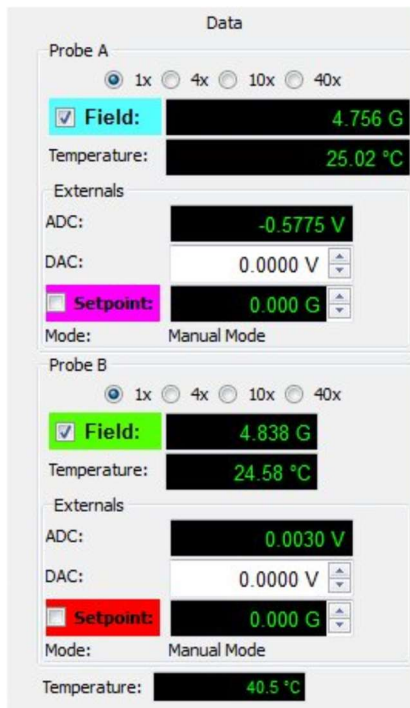 Data
Probe A
1x 4x 10x 40x
Field: 4.756 G
Temperature: 25.02 °C
Externals
ADC: -0.5775 V
DAC: 0.0000 V
Setpoint: 0.000 G
Mode: Manual Mode
Probe B
1x 4x 10x 40x
Field: 4.838 G
Temperature: 24.58 °C
Externals
ADC: 0.0030 V
DAC: 0.0000 V
Setpoint: 0.000 G
Mode: Manual Mode
Temperature: 40.5 °C